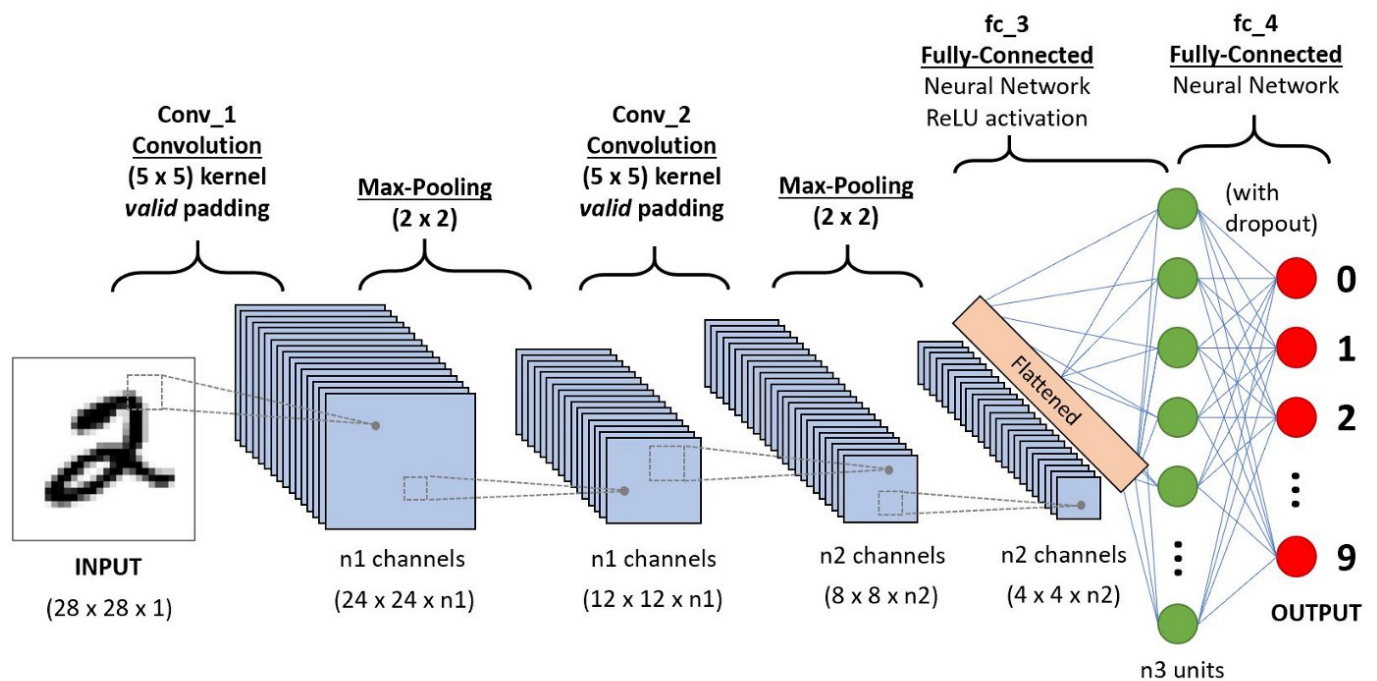 Conv_1
Convolution
(5 x 5) kernel
valid padding
Max-Pooling
(2 x 2)
Conv_2
Convolution
(5 x 5) kernel
valid padding
Max-Pooling
(2 x 2)
fc_3
Fully-Connected
Neural Network
ReLU activation
fc_4
Fully-Connected
Neural Network
(with
dropout)
Flattened
0
1
2
9
OUTPUT
INPUT
(28 x 28 x 1)
n1 channels
(24 x 24 x n1)
n1 channels
(12 x 12 x n1)
n2 channels
(8 x 8 x n2)
n2 channels
(4 x 4 x n2)
n3 units
2